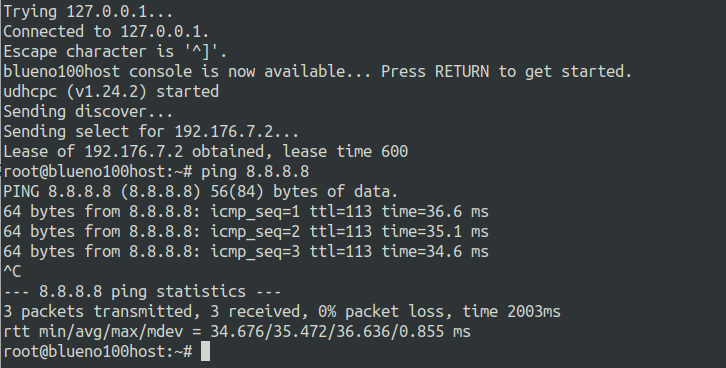 Trying 127.0.0.1...
Connected to 127.0.0.1.
Escape character is '^]'.
blueno100host console is now available... Press RETURN to get started.
udhcpc (v1.24.2) started
Sending discover...
Sending select for 192.176.7.2...
Lease of 192.176.7.2 obtained, lease time 600
root@blueno100host:~# ping 8.8.8.8
PING 8.8.8.8 (8.8.8.8) 56(84) bytes of data.
64 bytes from 8.8.8.8: icmp_seq=1 ttl=113 time=36.6 ms
64 bytes from 8.8.8.8: icmp_seq=2 ttl=113 time=35.1 ms
64 bytes from 8.8.8.8: icmp_seq=3 ttl=113 time=34.6 ms
^C
--- 8.8.8.8 ping statistics ---
3 packets transmitted, 3 received, 0% packet loss, time 2003ms
rtt min/avg/max/mdev = 34.676/35.472/36.636/0.855 ms
root@blueno100host:~#